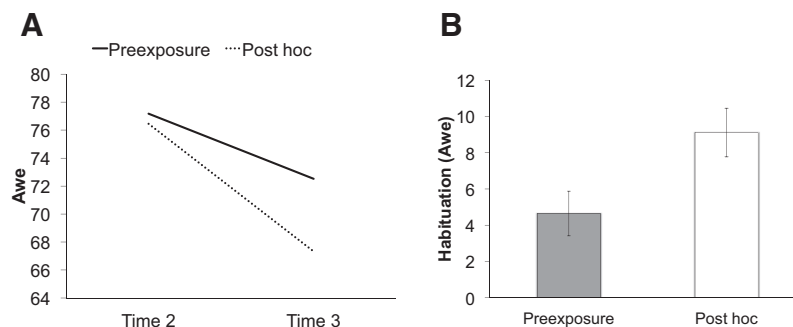 A
Preexposure Post hoc
80
78
76
74
72
70
68
66
64
Awe
Time 2 Time 3
B
12
10
8
6
4
2
0
Habituation (Awe)
Preexposure Post hoc